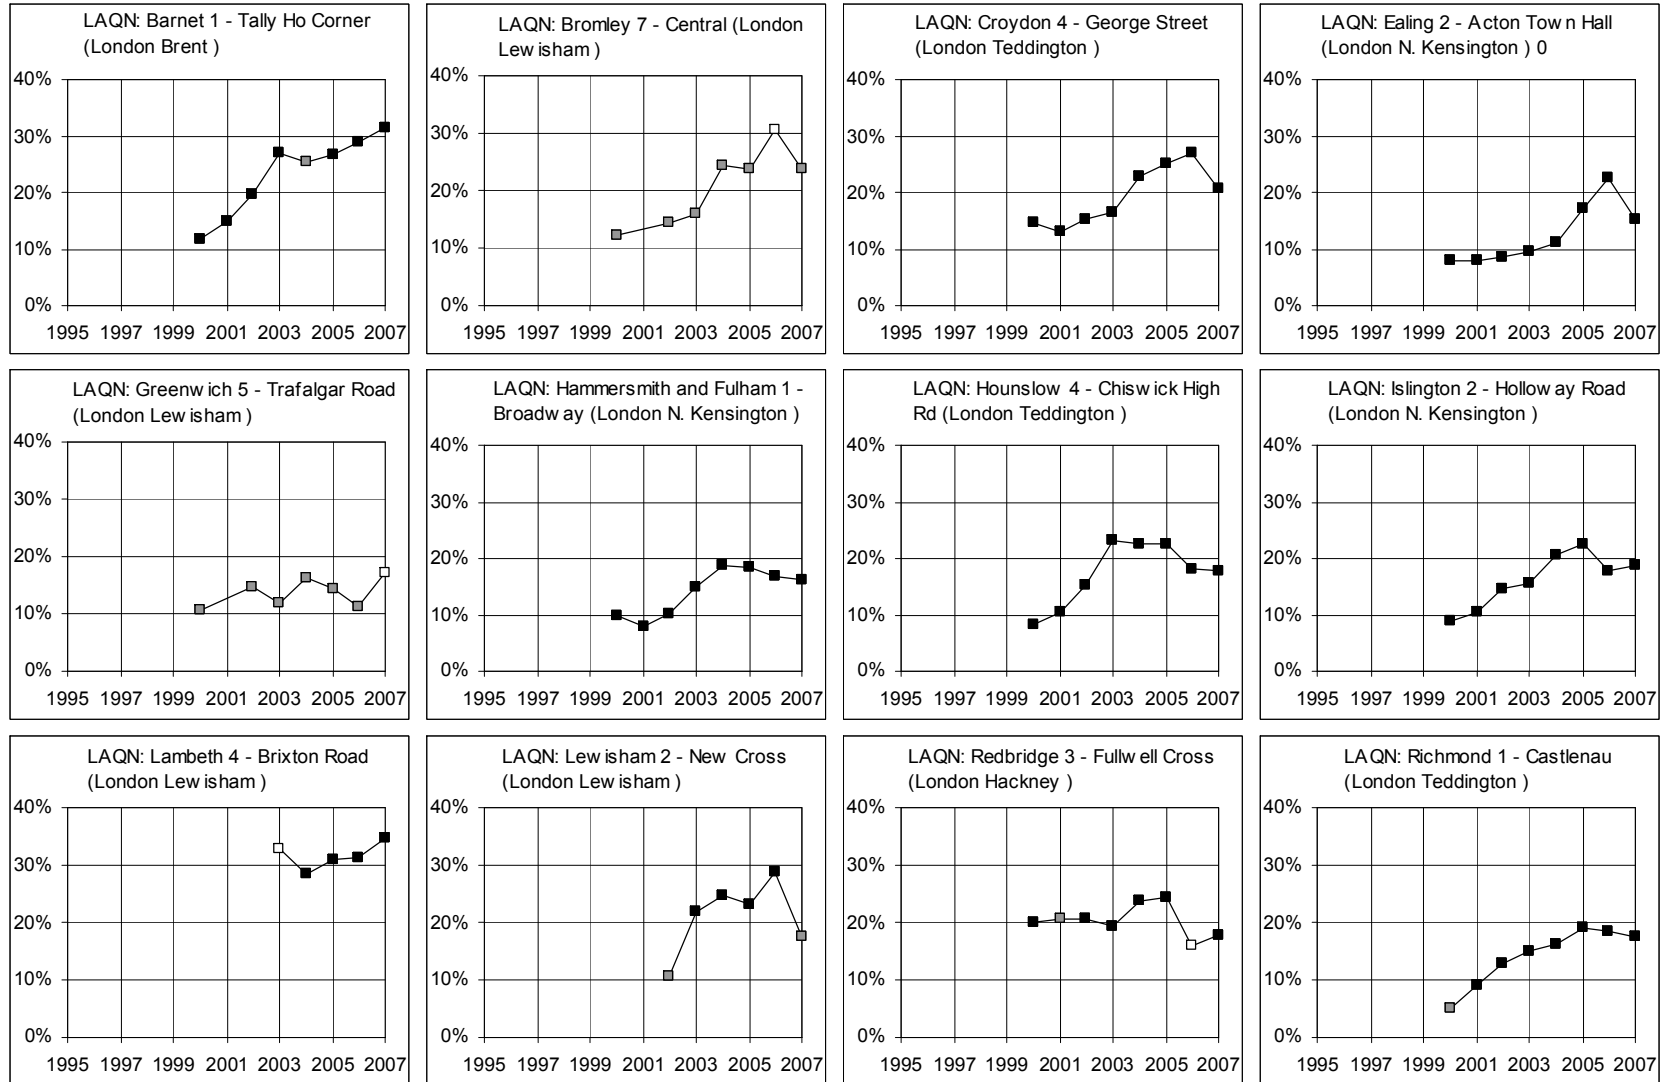 LAQN: Barnet 1 - Tally Ho Corner
(London Brent )
40%
30%
20%
10%
0%
1995 1997 1999 2001 2003 2005 2007
LAQN: Bromley 7 - Central (London
Lew isham )
40%
30%
20%
10%
0%
1995 1997 1999 2001 2003 2005 2007
LAQN: Croydon 4 - George Street
(London Teddington )
40%
30%
20%
10%
0%
1995 1997 1999 2001 2003 2005 2007
LAQN: Ealing 2 - Acton Tow n Hall
(London N. Kensington ) 0
40%
30%
20%
10%
0%
1995 1997 1999 2001 2003 2005 2007
LAQN: Greenw ich 5 - Trafalgar Road
(London Lew isham )
40%
30%
20%
10%
0%
1995 1997 1999 2001 2003 2005 2007
LAQN: Hammersmith and Fulham 1 -
Broadw ay (London N. Kensington )
40%
30%
20%
10%
0%
1995 1997 1999 2001 2003 2005 2007
LAQN: Hounslow 4 - Chisw ick High
Rd (London Teddington )
40%
30%
20%
10%
0%
1995 1997 1999 2001 2003 2005 2007
LAQN: Islington 2 - Hollow ay Road
(London N. Kensington )
40%
30%
20%
10%
0%
1995 1997 1999 2001 2003 2005 2007
LAQN: Lambeth 4 - Brixton Road
(London Lew isham )
40%
30%
20%
10%
0%
1995 1997 1999 2001 2003 2005 2007
LAQN: Lew isham 2 - New Cross
(London Lew isham )
40%
30%
20%
10%
0%
1995 1997 1999 2001 2003 2005 2007
LAQN: Redbridge 3 - Fullw ell Cross
(London Hackney )
40%
30%
20%
10%
0%
1995 1997 1999 2001 2003 2005 2007
LAQN: Richmond 1 - Castlenau
(London Teddington )
40%
30%
20%
10%
0%
1995 1997 1999 2001 2003 2005 2007